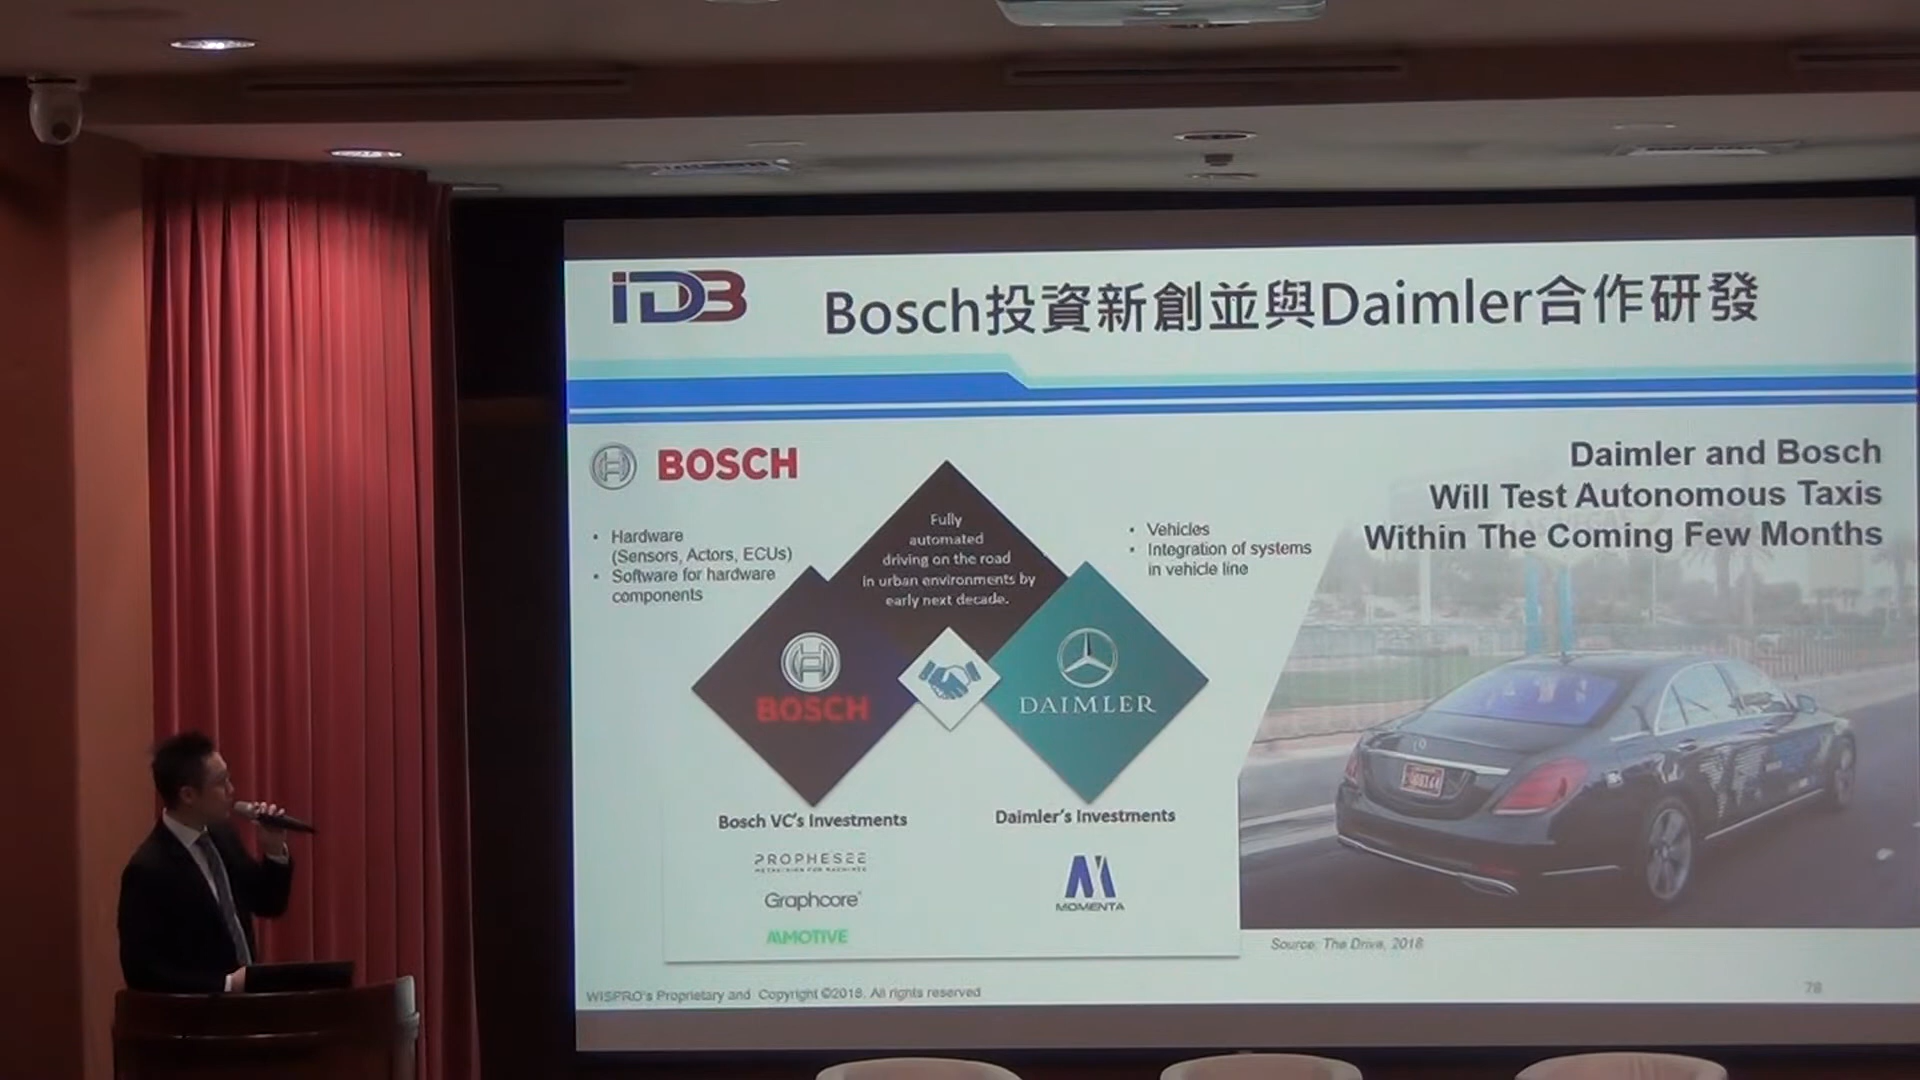 iDB
Bosch投資新創並與Daimler合作研發
BOSCH
• Hardware
(Sensors, Actors, ECUs)
• Software for hardware
components
Fully
automated
driving on the road
in urban environments by
early next decade.
• Vehicles
• Integration of systems
in vehicle line
Daimler and Bosch
Will Test Autonomous Taxis
Within The Coming Few Months
BOSCH
DAIMLER
Bosch VC's Investments
PROPHESEE
METAVISION FOR MACHINES
Graphcore
AIMOTIVE
Daimler's Investments
MOMENTA
Source: The Drive, 2018
WISPRO's Proprietary and Copyright ©2018. All rights reserved
78